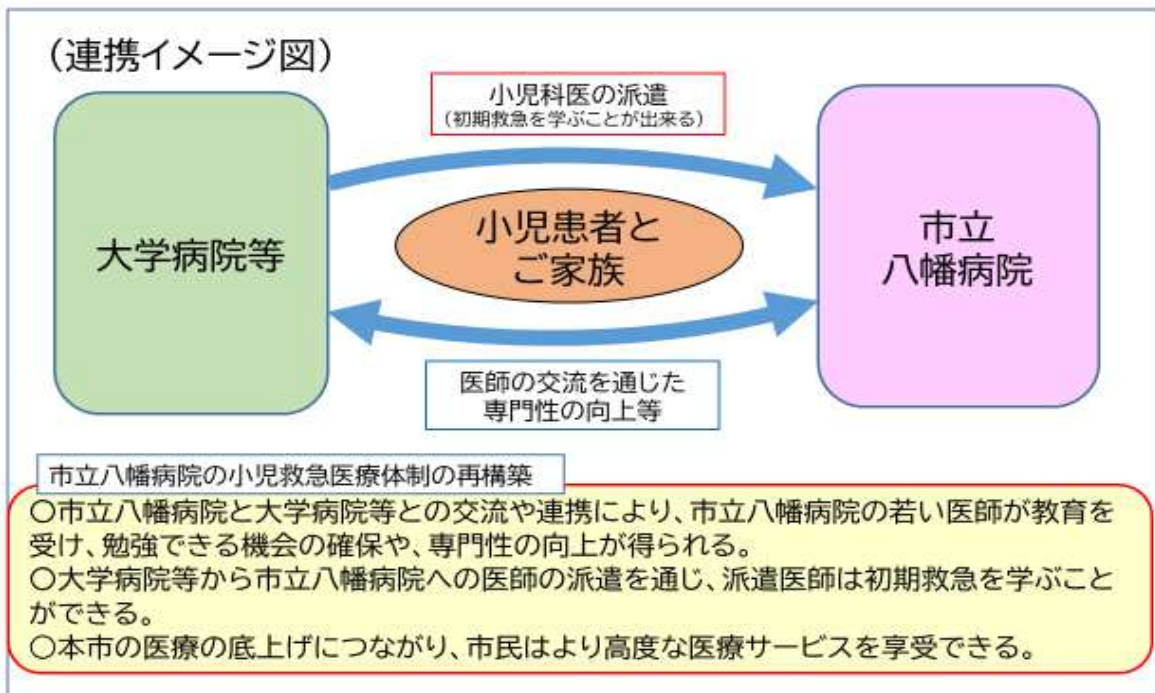 （連携イメージ図）
小児科医の派遣
（初期救急を学ぶことが出来る）
大学病院等
小児患者と
ご家族
市立
八幡病院
医師の交流を通じた
専門性の向上等
市立八幡病院の小児救急医療体制の再構築
〇市立八幡病院と大学病院等との交流や連携により、市立八幡病院の若い医師が教育を
受け、勉強できる機会の確保や、専門性の向上が得られる。
〇大学病院等から市立八幡病院への医師の派遣を通じ、派遣医師は初期救急を学ぶこと
ができる。
〇本市の医療の底上げにつながり、市民はより高度な医療サービスを享受できる。